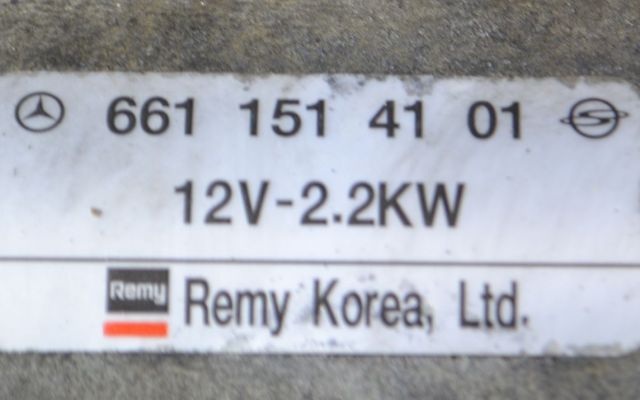 661 151 41 01
12V-2.2KW
Remy Remy Korea, Ltd.